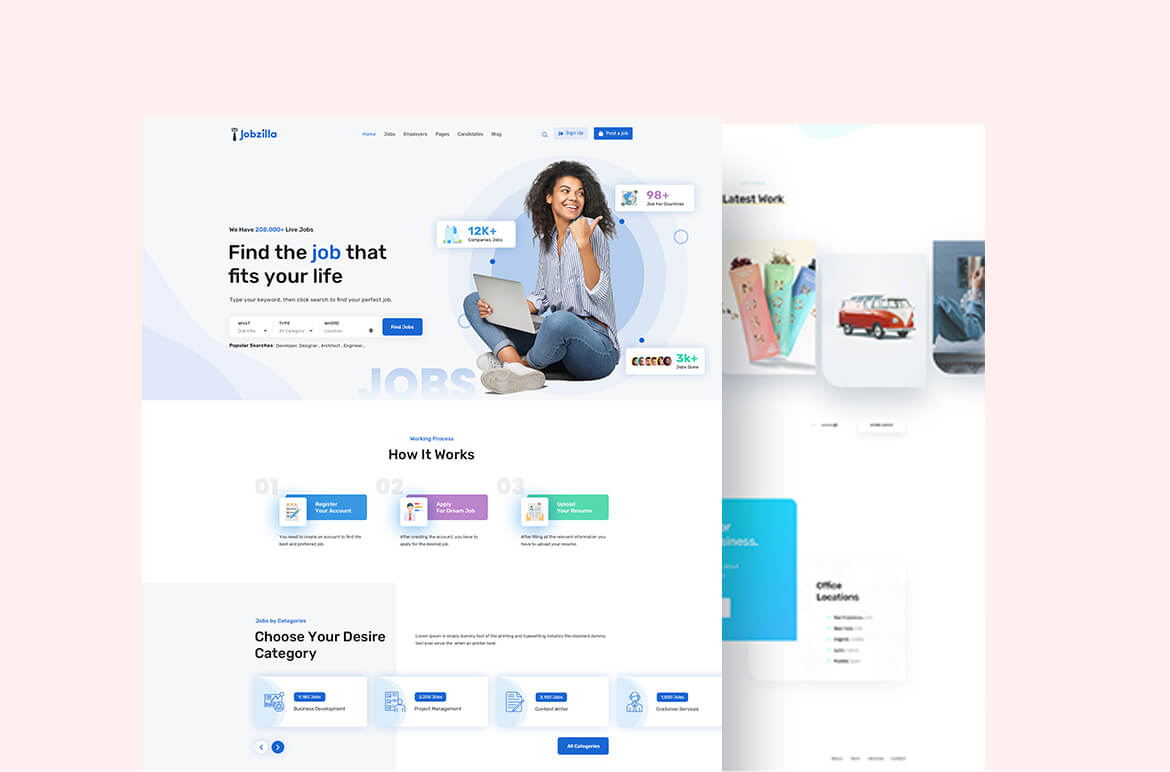 Jobzilla
Home Jobs Employers Pages Candidates Blog
Sign Up
Post a job
98+
Job For Countries
12K+
Companies Jobs
We Have 208,000+ Live Jobs
Find the job that
fits your life
Type your keyword, then click search to find your perfect job.
WHAT TYPE WHERE
Job title All Category Location
Find Jobs
Popular Searches: Developer, Designer , Architect , Engineer...
3k+
Jobs Done
JOBS
Working Process
How It Works
01
Register
Your Account
You need to create an account to find the
best and preferred job.
02
Apply
For Dream Job
After creating the account, you have to
apply for the desired job.
03
Upload
Your Resume
After filling all the relevant information you
have to upload your resume.
Jobs by Categories
Choose Your Desire
Category
Lorem Ipsum is simply dummy text of the printing and typesetting industry the standard dummy
text ever since the when an printer took.
9,185 Jobs
Business Development
3,205 Jobs
Project Management
Content Writer
Costomer Services
All Categories
Latest Work
Office
Locations